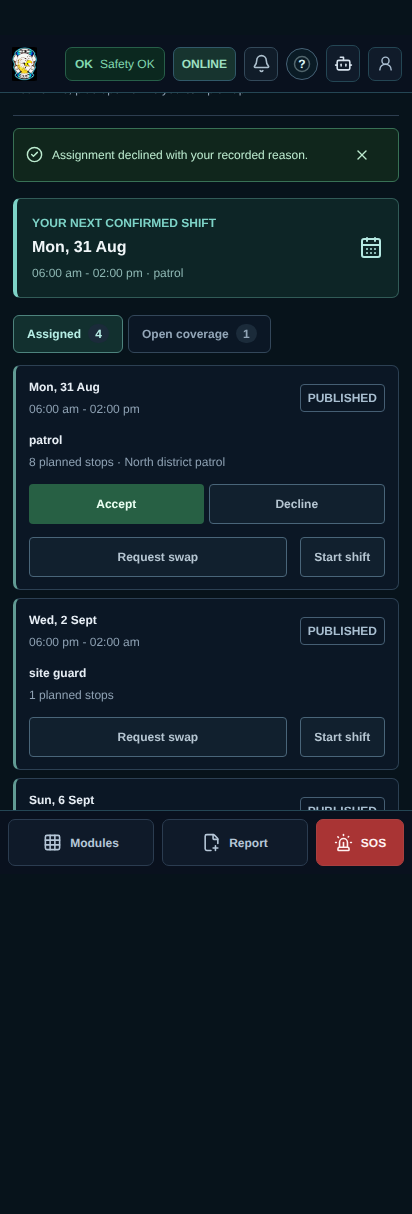 OK Safety OK
ONLINE
?
Assignment declined with your recorded reason.
YOUR NEXT CONFIRMED SHIFT
Mon, 31 Aug
06:00 am - 02:00 pm · patrol
Assigned 4
Open coverage 1
Mon, 31 Aug
PUBLISHED
06:00 am - 02:00 pm
patrol
8 planned stops · North district patrol
Accept
Decline
Request swap
Start shift
Wed, 2 Sept
PUBLISHED
06:00 pm - 02:00 am
site guard
1 planned stops
Request swap
Start shift
Sun, 6 Sept
PUBLISHED
Modules
Report
SOS